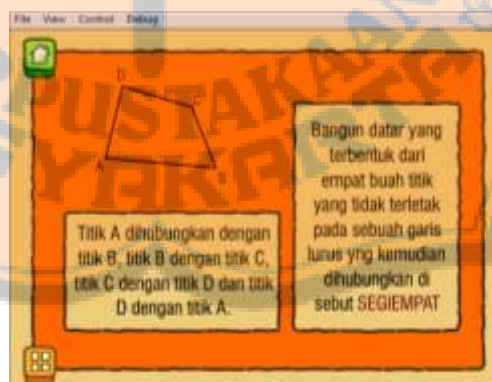 File View Control Debug
PUSTAKAAN
YAKARTA
D
C
A
B
Titik A dihubungkan dengan
titik B, titik B dengan titik C,
titik C dengan titik D dan titik
D dengan titik A.
Bangun datar yang
terbentuk dari
empat buah titik
yang tidak terletak
pada sebuah garis
lurus yng kemudian
dihubungkan di
sebut SEGIEMPAT